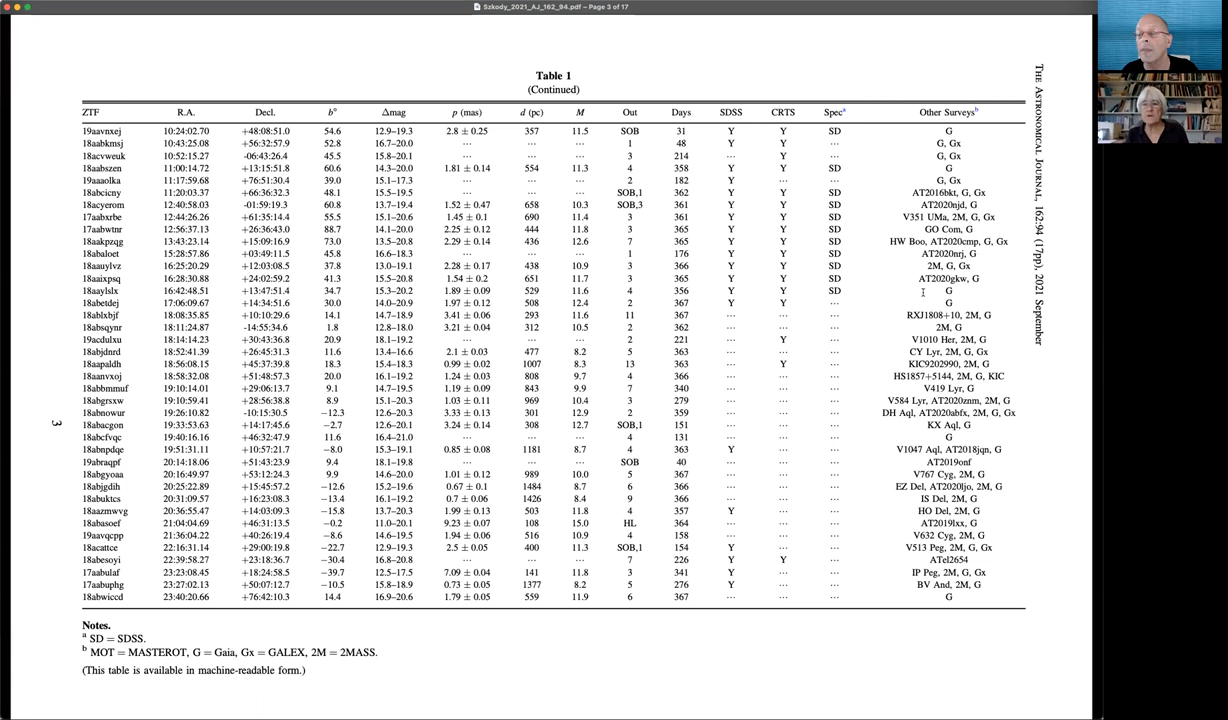 Szkody_2021_AJ_162_94.pdf – Page 3 of 17
Table 1
(Continued)
ZTF R.A. Decl. b° Δmag p (mas) d (pc) M Out Days SDSS CRTS Spec^a Other Surveys^b
19aavnxej 10:24:02.70 +48:08:51.0 54.6 12.9–19.3 2.8 ± 0.25 357 11.5 SOB 31 Y Y SD G
18aabkmsj 10:43:25.08 +56:32:57.9 52.8 16.7–20.0 ⋯ ⋯ ⋯ 1 48 Y Y ⋯ G, Gx
18acvweuk 10:52:15.27 -06:43:26.4 45.5 15.8–20.1 ⋯ ⋯ ⋯ 3 214 ⋯ Y ⋯ G, Gx
18aabszen 11:00:14.72 +13:15:51.8 60.6 14.3–20.0 1.81 ± 0.14 554 11.3 4 358 Y Y SD G
19aaaolka 11:17:59.68 +76:51:30.4 39.0 15.1–17.3 ⋯ ⋯ ⋯ 2 182 Y ⋯ ⋯ G, Gx
18abcicny 11:20:03.37 +66:36:32.3 48.1 15.5–19.5 ⋯ ⋯ ⋯ SOB,1 362 Y Y SD AT2016bkt, G, Gx
18acyerom 12:40:58.03 -01:59:19.3 60.8 13.7–19.4 1.52 ± 0.47 658 10.3 SOB,3 361 Y Y SD AT2020njd, G, Gx
17aabxrbe 12:44:26.26 +61:35:14.4 55.5 15.1–20.6 1.45 ± 0.1 690 11.4 3 361 Y Y SD V351 UMa, 2M, G, Gx
17aabwtnr 12:56:37.13 +26:36:43.0 88.7 14.1–20.0 2.25 ± 0.12 444 11.8 3 365 Y Y SD GO Com, G, Gx
18aakpzqg 13:43:23.14 +15:09:16.9 73.0 13.5–20.8 2.29 ± 0.14 436 12.6 7 365 Y Y SD HW Boo, AT2020cmp, G, Gx
18abaloet 15:28:57.86 +03:49:11.5 45.8 16.6–18.3 ⋯ ⋯ ⋯ 1 176 Y Y SD AT2020nrj, G
18aauylvz 16:25:20.29 +12:03:08.5 37.8 13.0–19.1 2.28 ± 0.17 438 10.9 3 366 Y Y SD 2M, G, Gx
18aaixpsq 16:28:30.88 +24:02:59.2 41.3 15.5–20.8 1.54 ± 0.2 651 11.7 3 365 Y Y SD AT2020gkw, G
18aaylslx 16:42:48.51 +13:47:51.4 34.7 15.2–20.3 1.89 ± 0.09 529 11.6 4 356 Y Y SD G
18abetdej 17:06:09.67 +14:34:51.6 30.0 14.0–20.9 1.97 ± 0.12 508 12.4 2 367 Y Y ⋯ G
18ablxbjf 18:08:35.85 +10:10:29.6 14.1 14.7–18.9 3.41 ± 0.06 293 11.6 11 367 ⋯ ⋯ ⋯ RXJ1808+10, 2M, G
18absqynr 18:11:24.87 -14:55:34.6 1.8 12.8–18.0 3.21 ± 0.04 312 10.5 2 362 ⋯ ⋯ ⋯ 2M, G
19acdulxu 18:14:14.23 +30:43:36.8 20.9 18.1–19.2 ⋯ ⋯ ⋯ 2 221 ⋯ Y ⋯ V1010 Her, 2M, G
18abjdnrd 18:52:41.39 +26:45:31.3 11.6 13.4–16.6 2.1 ± 0.03 477 8.2 5 363 ⋯ ⋯ ⋯ CY Lyr, 2M, G, Gx
18aapaldh 18:56:08.15 +45:37:39.8 18.3 15.4–18.3 0.99 ± 0.02 1007 8.3 13 363 ⋯ Y ⋯ KIC9202990, 2M, G
18aanvxoj 18:58:32.08 +51:48:57.3 20.0 16.1–19.2 1.24 ± 0.03 808 9.7 4 366 ⋯ ⋯ ⋯ HS1857+5144, 2M, G, KIC
18abbmmuf 19:10:14.01 +29:06:13.7 9.1 14.7–19.5 1.19 ± 0.09 843 9.9 7 340 ⋯ ⋯ ⋯ V419 Lyr, G
18abgrsxw 19:10:59.41 +28:56:38.8 8.9 15.1–20.3 1.03 ± 0.11 969 10.4 3 279 ⋯ ⋯ ⋯ V584 Lyr, AT2020znm, 2M, G
18abnowur 19:26:10.82 -10:15:30.5 −12.3 12.6–20.3 3.33 ± 0.13 301 12.9 2 359 ⋯ ⋯ ⋯ DH Aql, AT2020abfx, 2M, G, Gx
18abacgon 19:33:53.63 +14:17:45.6 −2.7 12.6–20.1 3.24 ± 0.14 308 12.7 SOB,1 151 ⋯ ⋯ ⋯ KX Aql, G
18abcfvqc 19:40:16.16 +46:32:47.9 11.6 16.4–21.0 ⋯ ⋯ ⋯ 4 131 ⋯ ⋯ ⋯ G
18abnpdqe 19:51:31.11 +10:57:21.7 −8.0 15.3–19.1 0.85 ± 0.08 1181 8.7 4 363 Y ⋯ ⋯ V1047 Aql, AT2018jqn, G
19abraqpf 20:14:18.06 +51:43:23.9 9.4 18.1–19.8 ⋯ ⋯ ⋯ SOB 40 ⋯ ⋯ ⋯ AT2019onf
18abgyoaa 20:16:49.97 +53:12:24.3 9.9 14.6–20.0 1.01 ± 0.12 989 10.0 5 367 ⋯ ⋯ ⋯ V767 Cyg, 2M, G
18abjgdih 20:25:22.89 +15:45:57.2 −12.6 15.2–19.6 0.67 ± 0.1 1484 8.7 6 366 ⋯ ⋯ ⋯ EZ Del, AT2020ljo, 2M, G
18abuktcs 20:31:09.57 +16:23:08.3 −13.4 16.1–19.2 0.7 ± 0.06 1426 8.4 9 366 ⋯ ⋯ ⋯ IS Del, 2M, G
18aazmwvg 20:36:55.47 +14:03:09.3 −15.8 13.7–20.3 1.99 ± 0.13 503 11.8 4 357 Y ⋯ ⋯ HO Del, 2M, G
18abasoef 21:04:04.69 +46:31:13.5 −0.2 11.0–20.1 9.23 ± 0.07 108 15.0 HL 364 ⋯ ⋯ ⋯ AT2019lxx, G
19aavqcpp 21:36:04.22 +40:26:19.4 −8.6 14.6–19.5 1.94 ± 0.06 516 10.9 4 158 ⋯ ⋯ ⋯ V632 Cyg, 2M, G
18acattce 22:16:31.14 +29:00:19.8 −22.7 12.9–19.3 2.5 ± 0.05 400 11.3 SOB,1 154 Y ⋯ ⋯ V513 Peg, 2M, G, Gx
18abesoyi 22:39:58.27 +23:18:36.7 −30.4 16.8–20.8 ⋯ ⋯ ⋯ 7 226 Y Y ⋯ ATel2654
17aabulaf 23:23:08.45 +18:24:58.5 −39.7 12.5–17.5 7.09 ± 0.04 141 11.8 3 341 Y ⋯ ⋯ IP Peg, 2M, G, Gx
17aabuphg 23:27:02.13 +50:07:12.7 −10.5 15.8–18.9 0.73 ± 0.05 1377 8.2 5 276 Y ⋯ ⋯ BV And, 2M, G
18abwiccd 23:40:20.66 +76:42:10.3 14.4 16.9–20.6 1.79 ± 0.05 559 11.9 6 367 ⋯ ⋯ ⋯ G
Notes.
a SD = SDSS.
b MOT = MASTEROT, G = Gaia, Gx = GALEX, 2M = 2MASS.
(This table is available in machine-readable form.)
3
THE ASTRONOMICAL JOURNAL, 162:94 (17pp), 2021 September